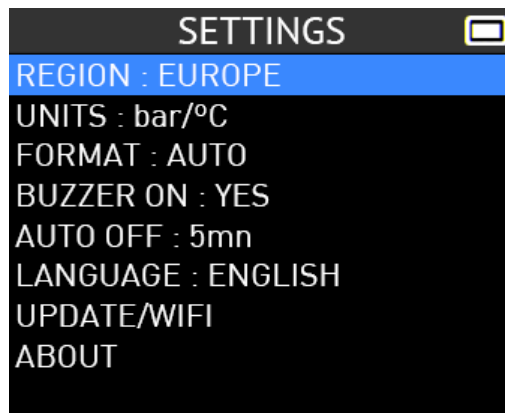 SETTINGS
REGION : EUROPE
UNITS : bar/ºC
FORMAT : AUTO
BUZZER ON : YES
AUTO OFF : 5mn
LANGUAGE : ENGLISH
UPDATE/WIFI
ABOUT